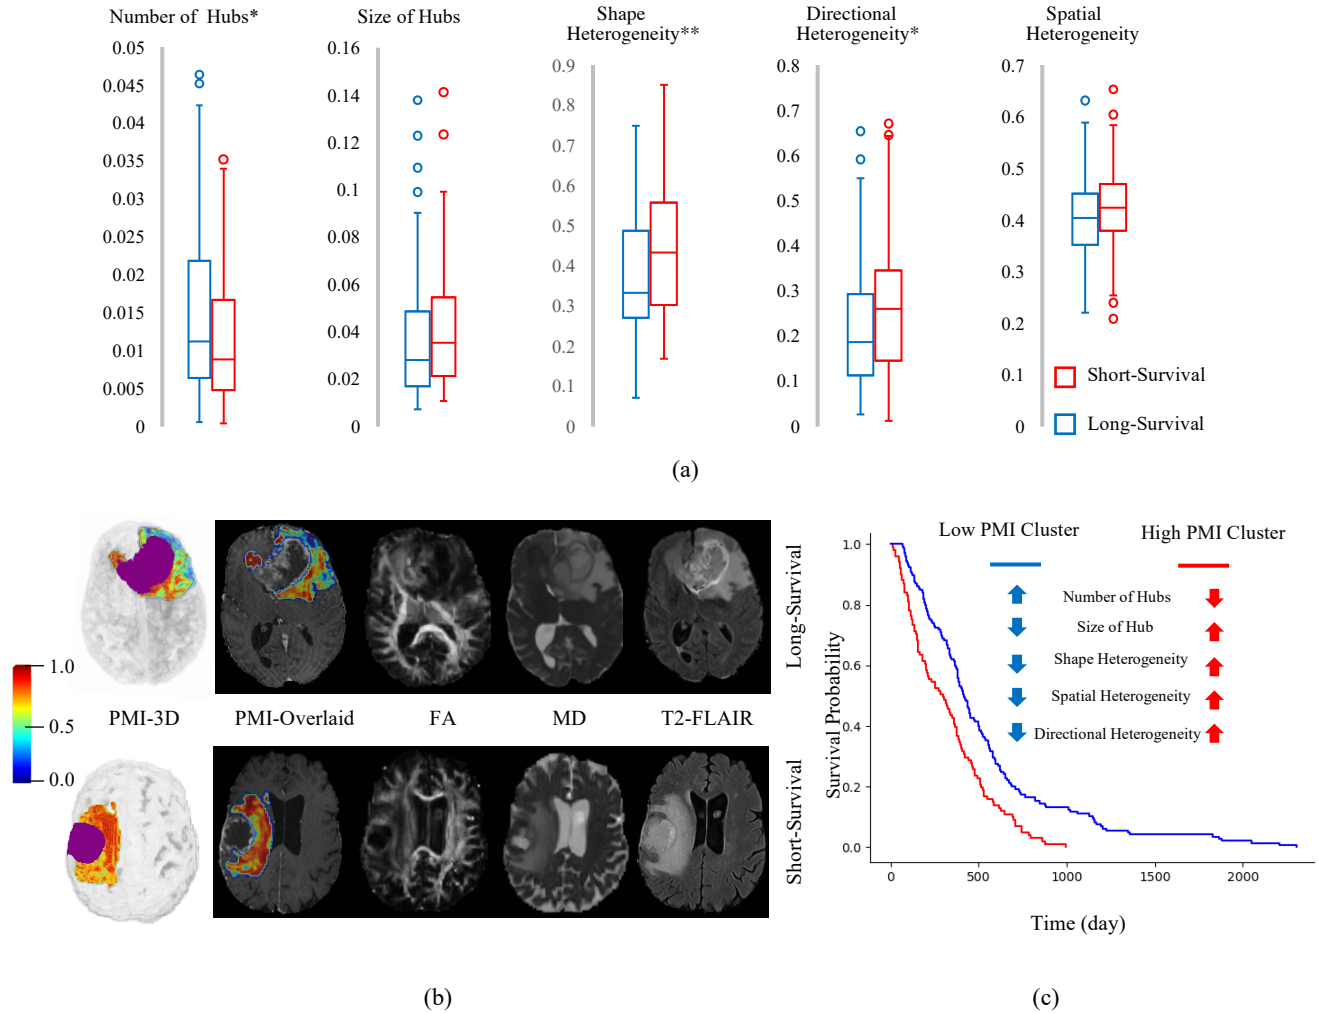 Number of Hubs*
Size of Hubs
Shape
Heterogeneity**
Directional
Heterogeneity*
Spatial
Heterogeneity
0.05
0.045
0.04
0.035
0.03
0.025
0.02
0.015
0.01
0.005
0
0.16
0.14
0.12
0.1
0.08
0.06
0.04
0.02
0
0.9
0.8
0.7
0.6
0.5
0.4
0.3
0.2
0.1
0
0.8
0.7
0.6
0.5
0.4
0.3
0.2
0.1
0
0.7
0.6
0.5
0.4
0.3
0.2
0.1
0
Short-Survival
Long-Survival
(a)
1.0
0.5
0.0
PMI-3D
PMI-Overlaid
FA
MD
T2-FLAIR
Long-Survival
Short-Survival
(b)
Low PMI Cluster
High PMI Cluster
Number of Hubs
Size of Hub
Shape Heterogeneity
Spatial Heterogeneity
Directional Heterogeneity
Survival Probability
1.0
0.8
0.6
0.4
0.2
0.0
0
500
1000
1500
2000
Time (day)
(c)